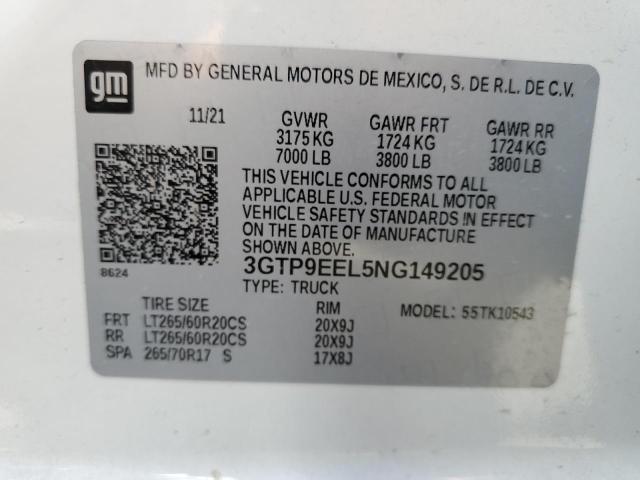 gm
MFD BY GENERAL MOTORS DE MEXICO, S. DE R.L. DE C.V.
11/21 GVWR GAWR FRT GAWR RR
3175 KG 1724 KG 1724 KG
7000 LB 3800 LB 3800 LB
THIS VEHICLE CONFORMS TO ALL
APPLICABLE U.S. FEDERAL MOTOR
VEHICLE SAFETY STANDARDS IN EFFECT
ON THE DATE OF MANUFACTURE
SHOWN ABOVE.
8624
3GTP9EEL5NG149205
TYPE: TRUCK
TIRE SIZE RIM MODEL: 55TK10543
FRT LT265/60R20CS 20X9J
RR LT265/60R20CS 20X9J
SPA 265/70R17 S 17X8J